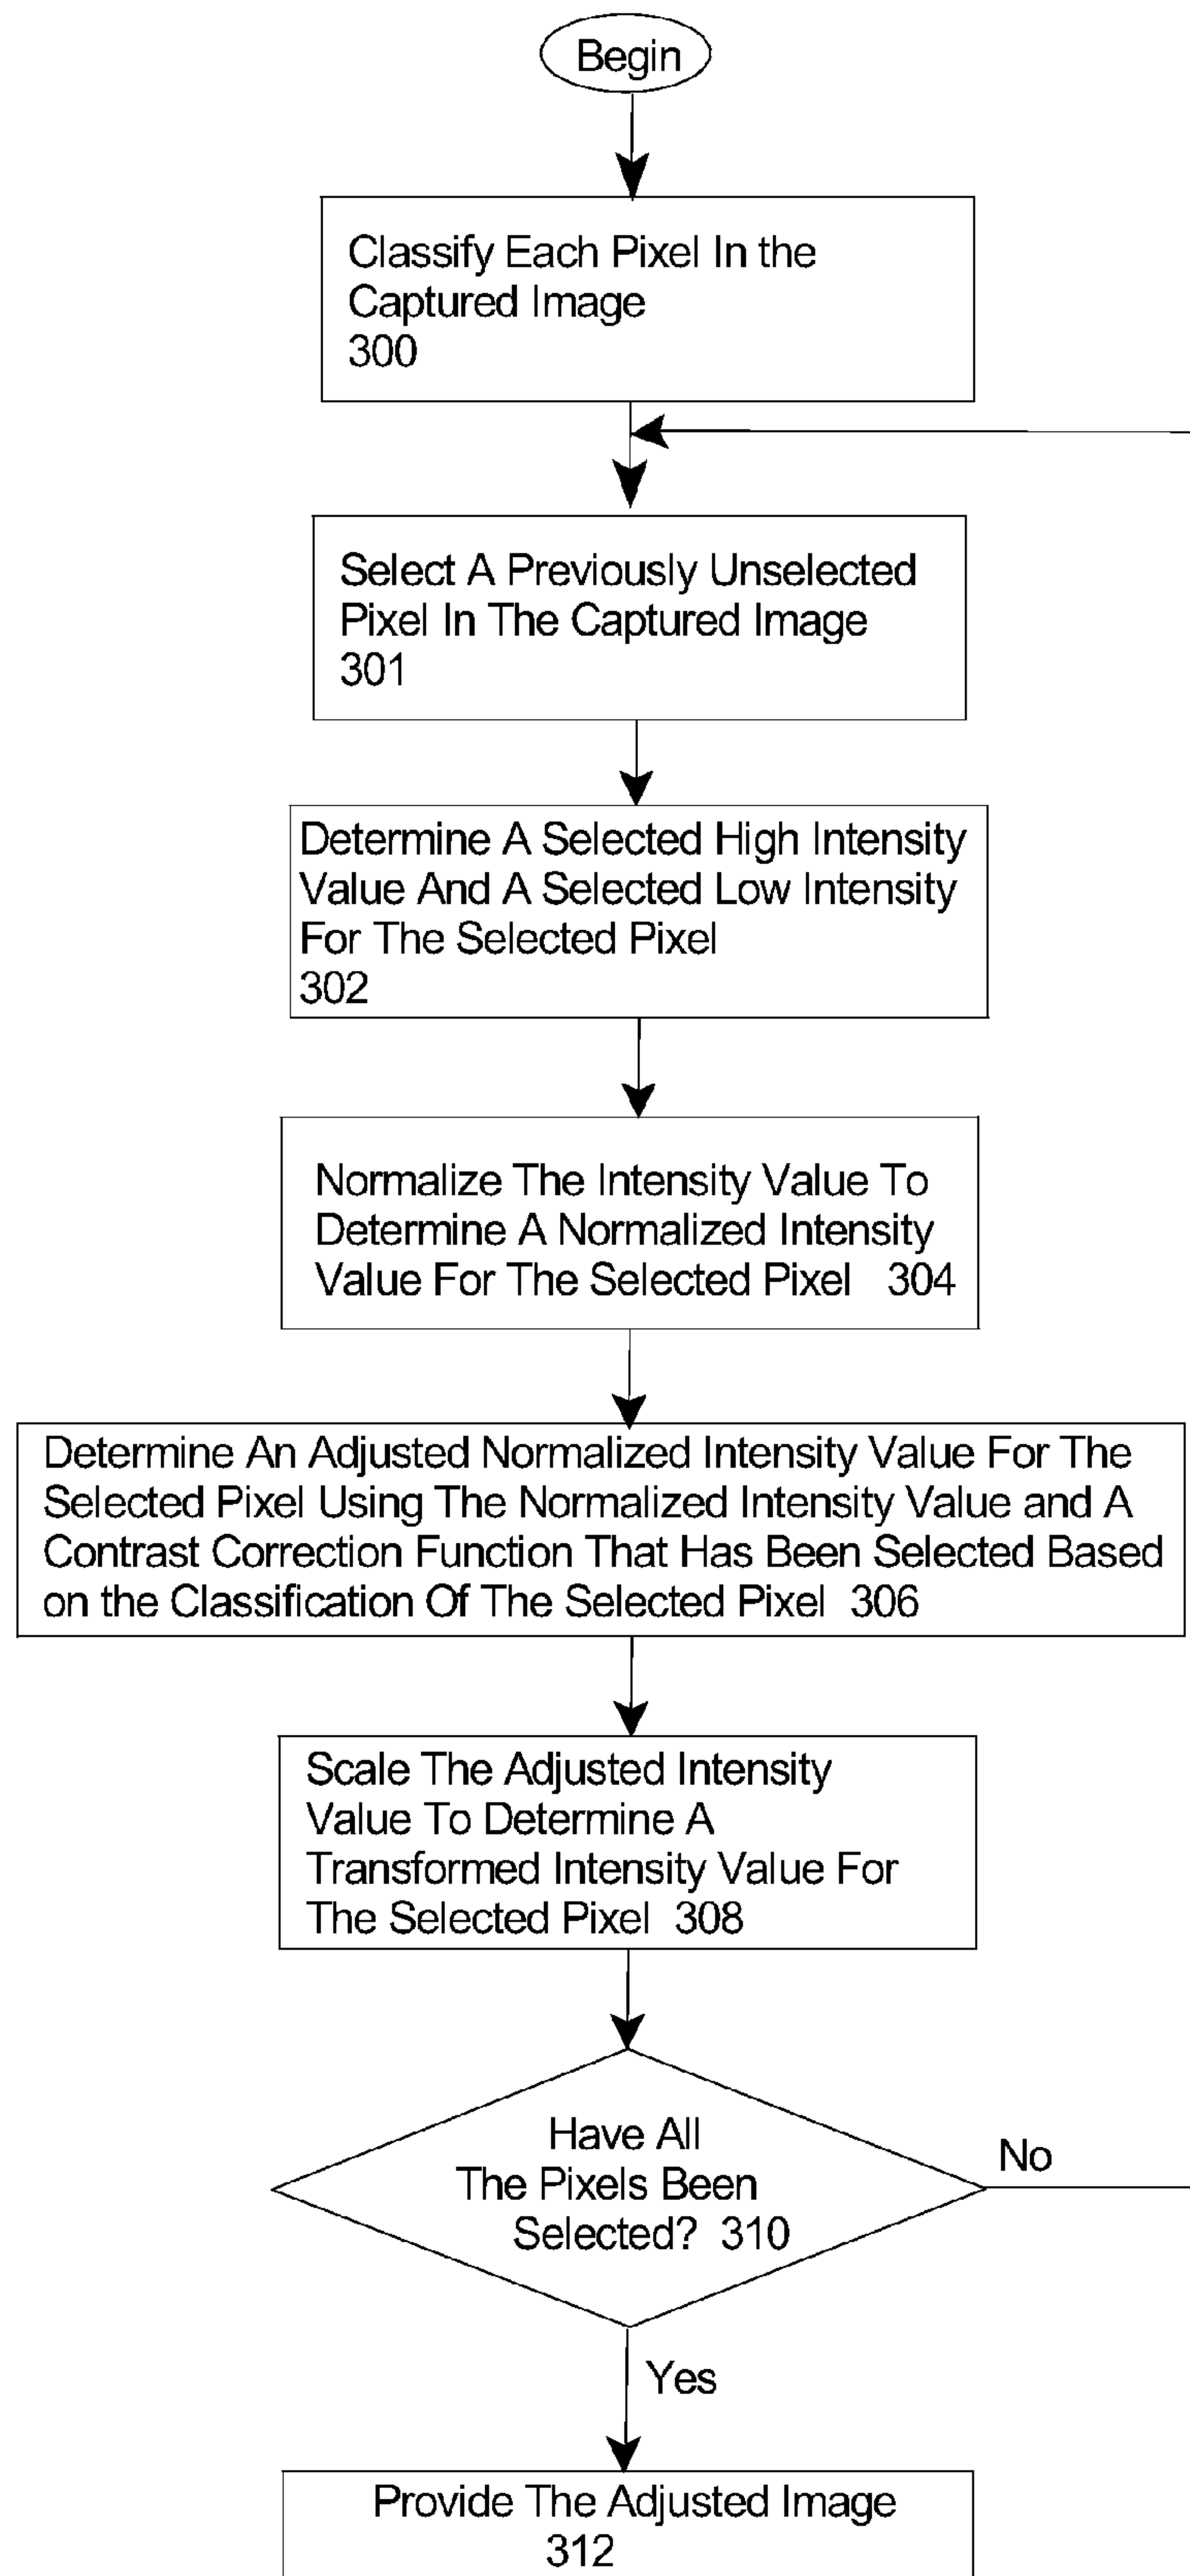 Begin
Classify Each Pixel In the
Captured Image
300
Select A Previously Unselected
Pixel In The Captured Image
301
Determine A Selected High Intensity
Value And A Selected Low Intensity
For The Selected Pixel
302
Normalize The Intensity Value To
Determine A Normalized Intensity
Value For The Selected Pixel 304
Determine An Adjusted Normalized Intensity Value For The
Selected Pixel Using The Normalized Intensity Value and A
Contrast Correction Function That Has Been Selected Based
on the Classification Of The Selected Pixel 306
Scale The Adjusted Intensity
Value To Determine A
Transformed Intensity Value For
The Selected Pixel 308
Have All
The Pixels Been
Selected? 310
No
Yes
Provide The Adjusted Image
312